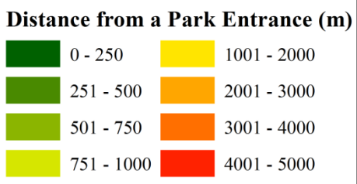 Distance from a Park Entrance (m)
0 - 250
251 - 500
501 - 750
751 - 1000
1001 - 2000
2001 - 3000
3001 - 4000
4001 - 5000